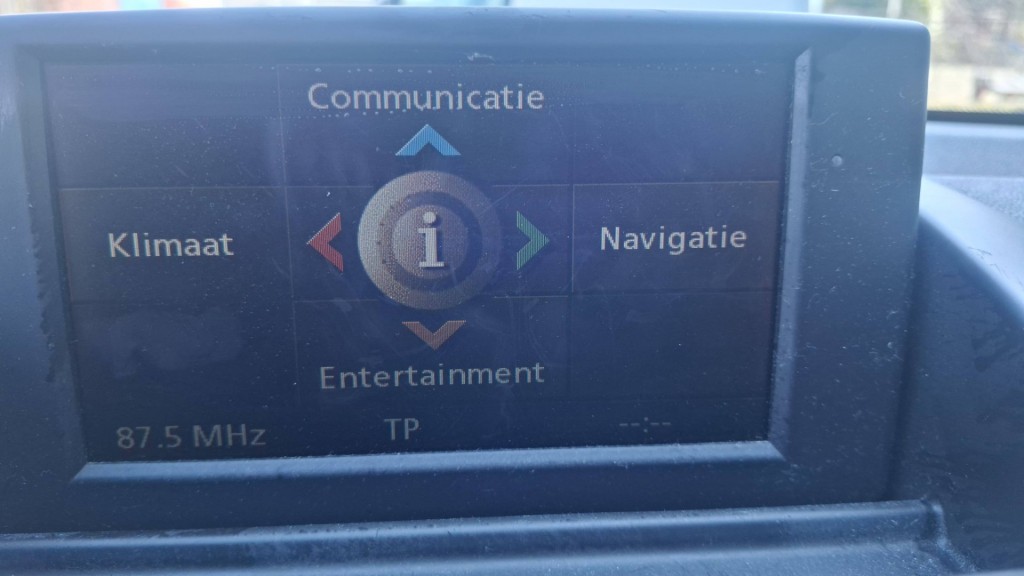 Communicatie
Klimaat
i
Navigatie
Entertainment
87.5 MHz
TP
--:--